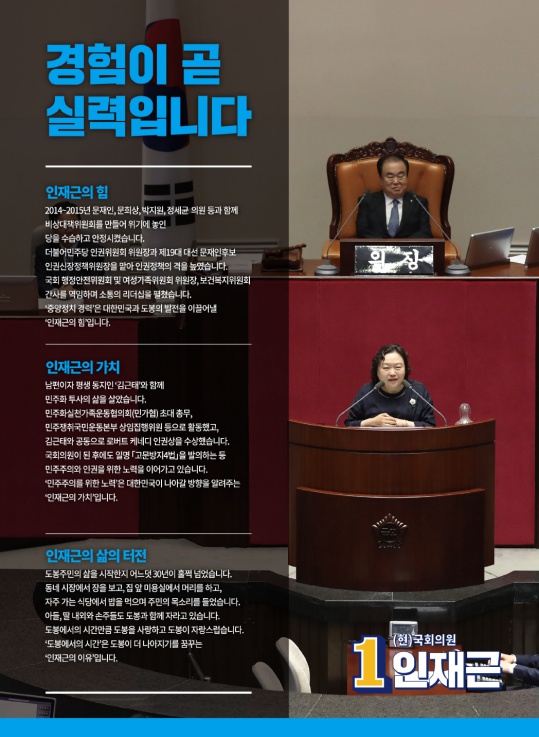 경험이 곧
실력입니다
인재근의 힘
2014~2015년 문재인, 문희상, 박지원, 정세균 의원 등과 함께
비상대책위원회를 만들어 위기에 놓인
당을 수습하고 안정시켰습니다.
더불어민주당 인권위원회 위원장과 제19대 대선 문재인후보
인권신장정책위원장을 맡아 인권정책의 격을 높였습니다.
국회 행정안전위원회 및 여성가족위원회 위원장, 보건복지위원회
간사를 역임하며 소통의 리더십을 펼쳤습니다.
'중앙정치 경력'은 대한민국과 도봉의 발전을 이끌어낼
'인재근의 힘'입니다.
인재근의 가치
남편이자 평생 동지인 '김근태'와 함께
민주화 투사의 삶을 살았습니다.
민주화실천가족운동협의회(민가협) 초대 총무,
민주쟁취국민운동본부 상임집행위원 등으로 활동했고,
김근태와 공동으로 로버트 케네디 인권상을 수상했습니다.
국회의원이 된 후에도 일명 「고문방지4법」을 발의하는 등
민주주의와 인권을 위한 노력을 이어가고 있습니다.
'민주주의를 위한 노력'은 대한민국이 나아갈 방향을 알려주는
'인재근의 가치'입니다.
인재근의 삶의 터전
도봉주민의 삶을 시작한지 어느덧 30년이 훌쩍 넘었습니다.
동네 시장에서 장을 보고, 집 앞 미용실에서 머리를 하고,
자주 가는 식당에서 밥을 먹으며 주민의 목소리를 들었습니다.
아들, 딸 내외와 손주들도 도봉과 함께 자라고 있습니다.
도봉에서의 시간만큼 도봉을 사랑하고 도봉이 자랑스럽습니다.
'도봉에서의 시간'은 도봉이 더 나아지기를 꿈꾸는
'인재근의 이유'입니다.
의장
(현)국회의원
1 인재근